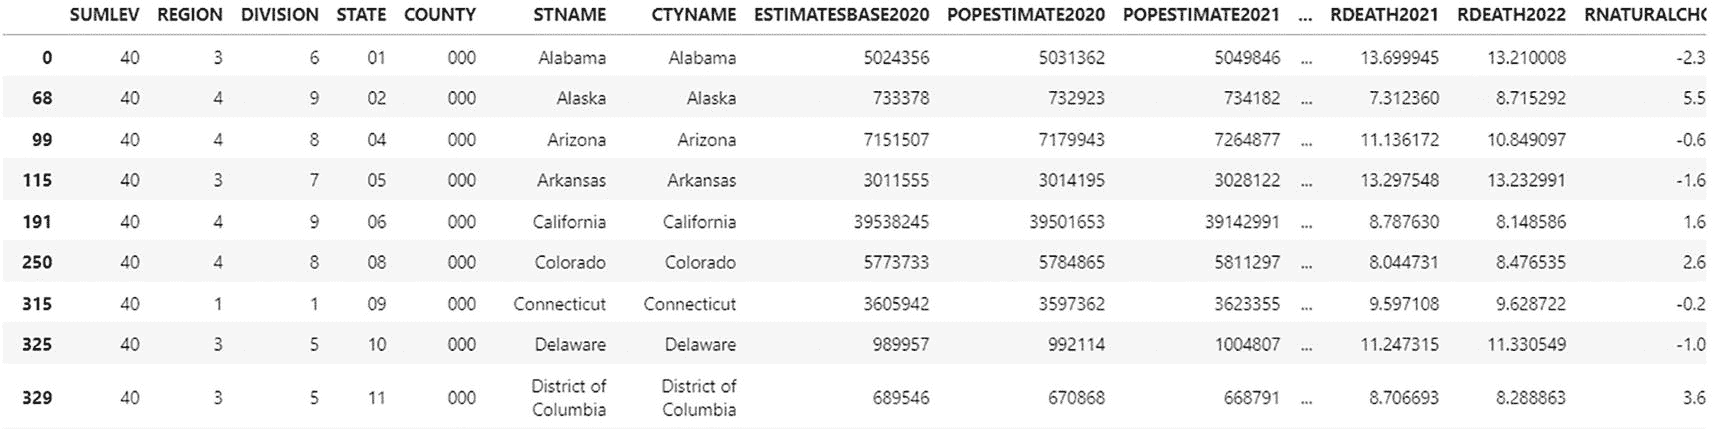 SUMLEV REGION DIVISION STATE COUNTY STNAME CTYNAME ESTIMATESBASE2020 POPESTIMATE2020 POPESTIMATE2021 ... RDEATH2021 RDEATH2022 RNATURALCHG
0 40 3 6 01 000 Alabama Alabama 5024356 5031362 5049846 ... 13.699945 13.210008 -2.3
68 40 4 9 02 000 Alaska Alaska 733378 732923 734182 ... 7.312360 8.715292 5.5
99 40 4 8 04 000 Arizona Arizona 7151507 7179943 7264877 ... 11.136172 10.849097 -0.6
115 40 3 7 05 000 Arkansas Arkansas 3011555 3014195 3028122 ... 13.297548 13.232991 -1.6
191 40 4 9 06 000 California California 39538245 39501653 39142991 ... 8.787630 8.148586 1.6
250 40 4 8 08 000 Colorado Colorado 5773733 5784865 5811297 ... 8.044731 8.476535 2.6
315 40 1 1 09 000 Connecticut Connecticut 3605942 3597362 3623355 ... 9.597108 9.628722 -0.2
325 40 3 5 10 000 Delaware Delaware 989957 992114 1004807 ... 11.247315 11.330549 -1.0
District of District of
329 40 3 5 11 000 689546 670868 668791 ... 8.706693 8.288863 3.6
Columbia Columbia